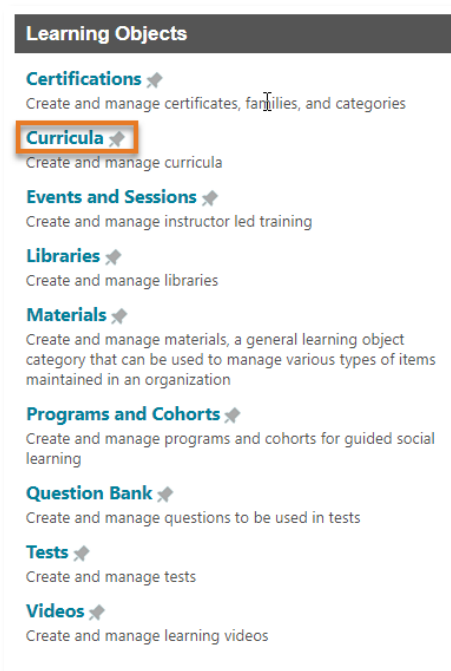 Learning Objects
Certifications
Create and manage certificates, families, and categories
Curricula
Create and manage curricula
Events and Sessions
Create and manage instructor led training
Libraries
Create and manage libraries
Materials
Create and manage materials, a general learning object
category that can be used to manage various types of items
maintained in an organization
Programs and Cohorts
Create and manage programs and cohorts for guided social
learning
Question Bank
Create and manage questions to be used in tests
Tests
Create and manage tests
Videos
Create and manage learning videos